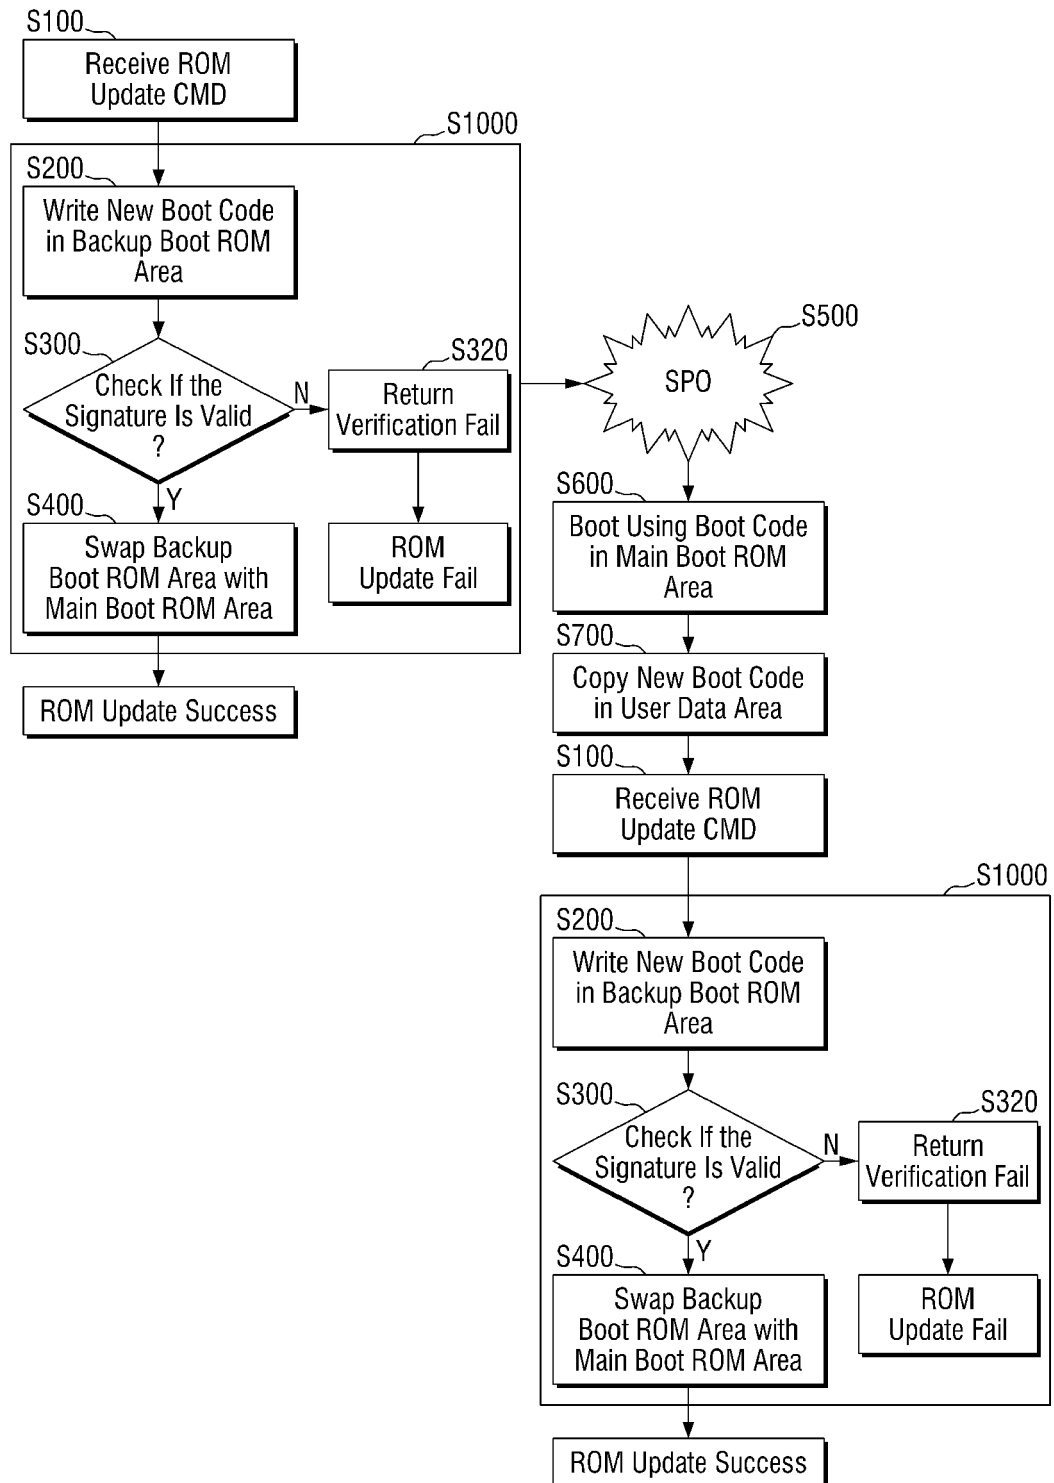 S100
Receive ROM
Update CMD
S1000
S200
Write New Boot Code
in Backup Boot ROM
Area
S300
Check If the
Signature Is Valid
?
N
S320
Return
Verification Fail
Y
ROM
Update Fail
S400
Swap Backup
Boot ROM Area with
Main Boot ROM Area
ROM Update Success
S500
SPO
S600
Boot Using Boot Code
in Main Boot ROM
Area
S700
Copy New Boot Code
in User Data Area
S100
Receive ROM
Update CMD
S1000
S200
Write New Boot Code
in Backup Boot ROM
Area
S300
Check If the
Signature Is Valid
?
N
S320
Return
Verification Fail
Y
ROM
Update Fail
S400
Swap Backup
Boot ROM Area with
Main Boot ROM Area
ROM Update Success